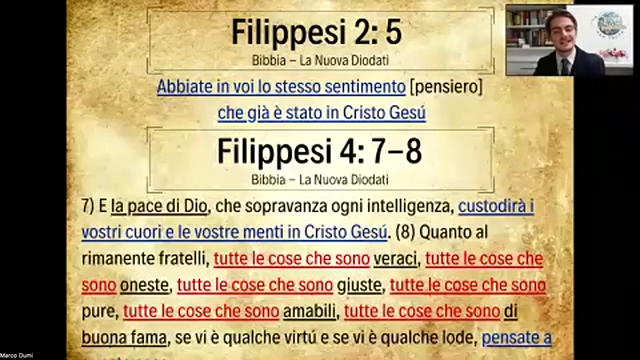 Filippesi 2: 5
Bibbia – La Nuova Diodati
Abbiate in voi lo stesso sentimento [pensiero]
che già è stato in Cristo Gesú
Filippesi 4: 7–8
Bibbia – La Nuova Diodati
7) E la pace di Dio, che sopravanza ogni intelligenza, custodirà i
vostri cuori e le vostre menti in Cristo Gesú. (8) Quanto al
rimanente fratelli, tutte le cose che sono veraci, tutte le cose che
sono oneste, tutte le cose che sono giuste, tutte le cose che sono
pure, tutte le cose che sono amabili, tutte le cose che sono di
buona fama, se vi è qualche virtú e se vi è qualche lode, pensate a
Marco Dumi